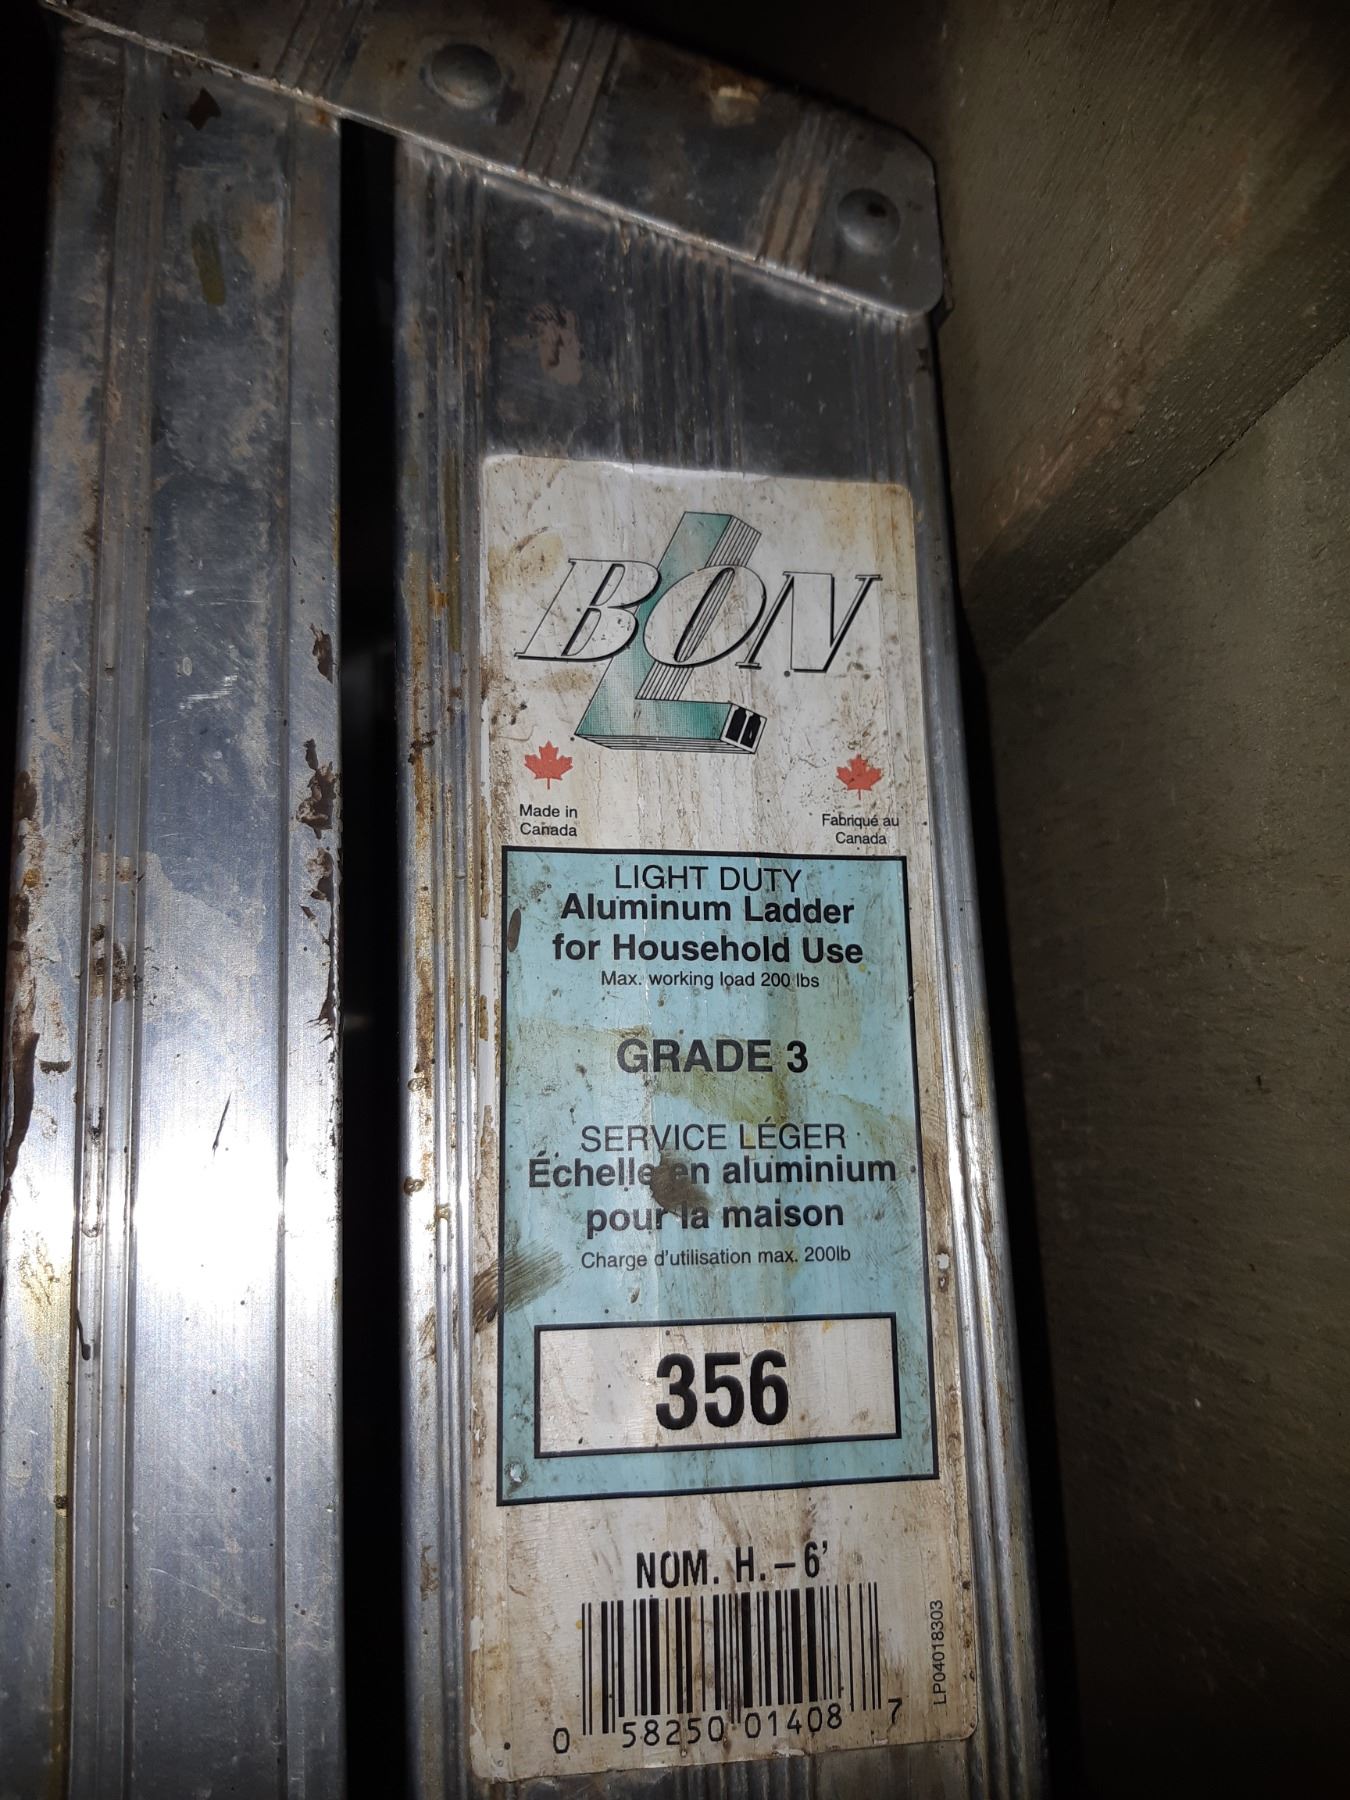 L
BON
Made in
Canada
Fabriqué au
Canada
LIGHT DUTY
Aluminum Ladder
for Household Use
Max. working load 200 lbs
GRADE 3
SERVICE LÉGER
Échelle en aluminium
pour la maison
Charge d'utilisation max. 200lb
356
NOM. H. – 6'
LP04018303
0 58250 01408 7